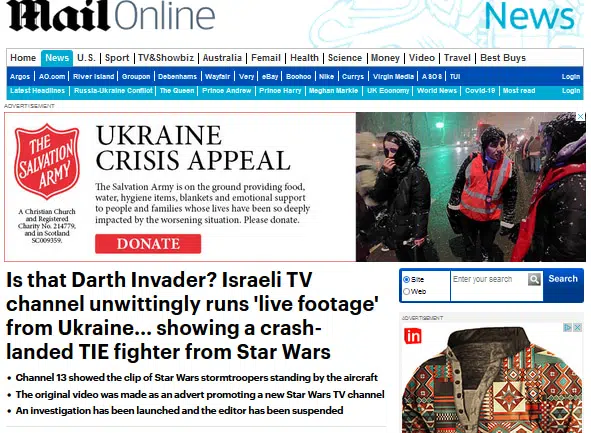 Mail Online
News
Home News U.S. Sport TV&Showbiz Australia Femail Health Science Money Video Travel Best Buys
Argos AO.com River Island Groupon Debenhams Wayfair Very eBay Boohoo Nike Currys Virgin Media ASOS TUI Login
Latest Headlines Russia-Ukraine Conflict The Queen Prince Andrew Prince Harry Meghan Markle UK Economy World News Covid-19 Most read Login
ADVERTISEMENT
THE
SALVATION
ARMY
A Christian Church
and Registered
Charity No. 214779,
and in Scotland
SC009359.
UKRAINE
CRISIS APPEAL
The Salvation Army is on the ground providing food,
water, hygiene items, blankets and emotional support
to people and families whose lives have been so deeply
impacted by the worsening situation. Please donate.
DONATE
Is that Darth Invader? Israeli TV
channel unwittingly runs 'live footage'
from Ukraine... showing a crash-
landed TIE fighter from Star Wars
• Channel 13 showed the clip of Star Wars stormtroopers standing by the aircraft
• The original video was made as an advert promoting a new Star Wars TV channel
• An investigation has been launched and the editor has been suspended
Site
Web
Enter your search
Search
ADVERTISEMENT
in